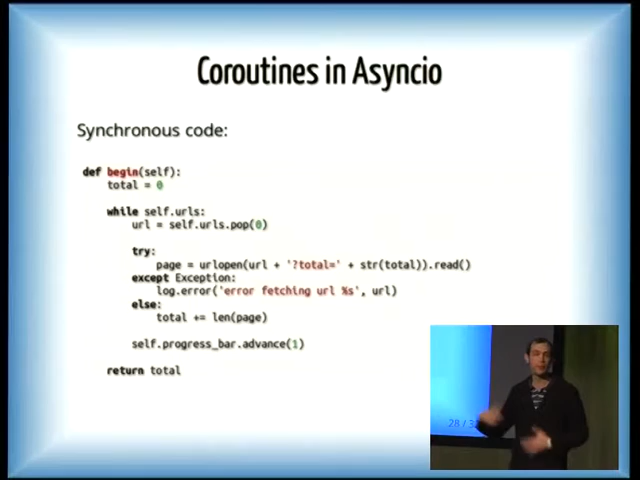 Coroutines in Asyncio
Synchronous code:
def begin(self):
    total = 0
    while self.urls:
        url = self.urls.pop(0)
        try:
            page = urlopen(url + '?total=' + str(total)).read()
        except Exception:
            log.error('error fetching url %s', url)
        else:
            total += len(page)
        self.progress_bar.advance(1)
    return total
28 /